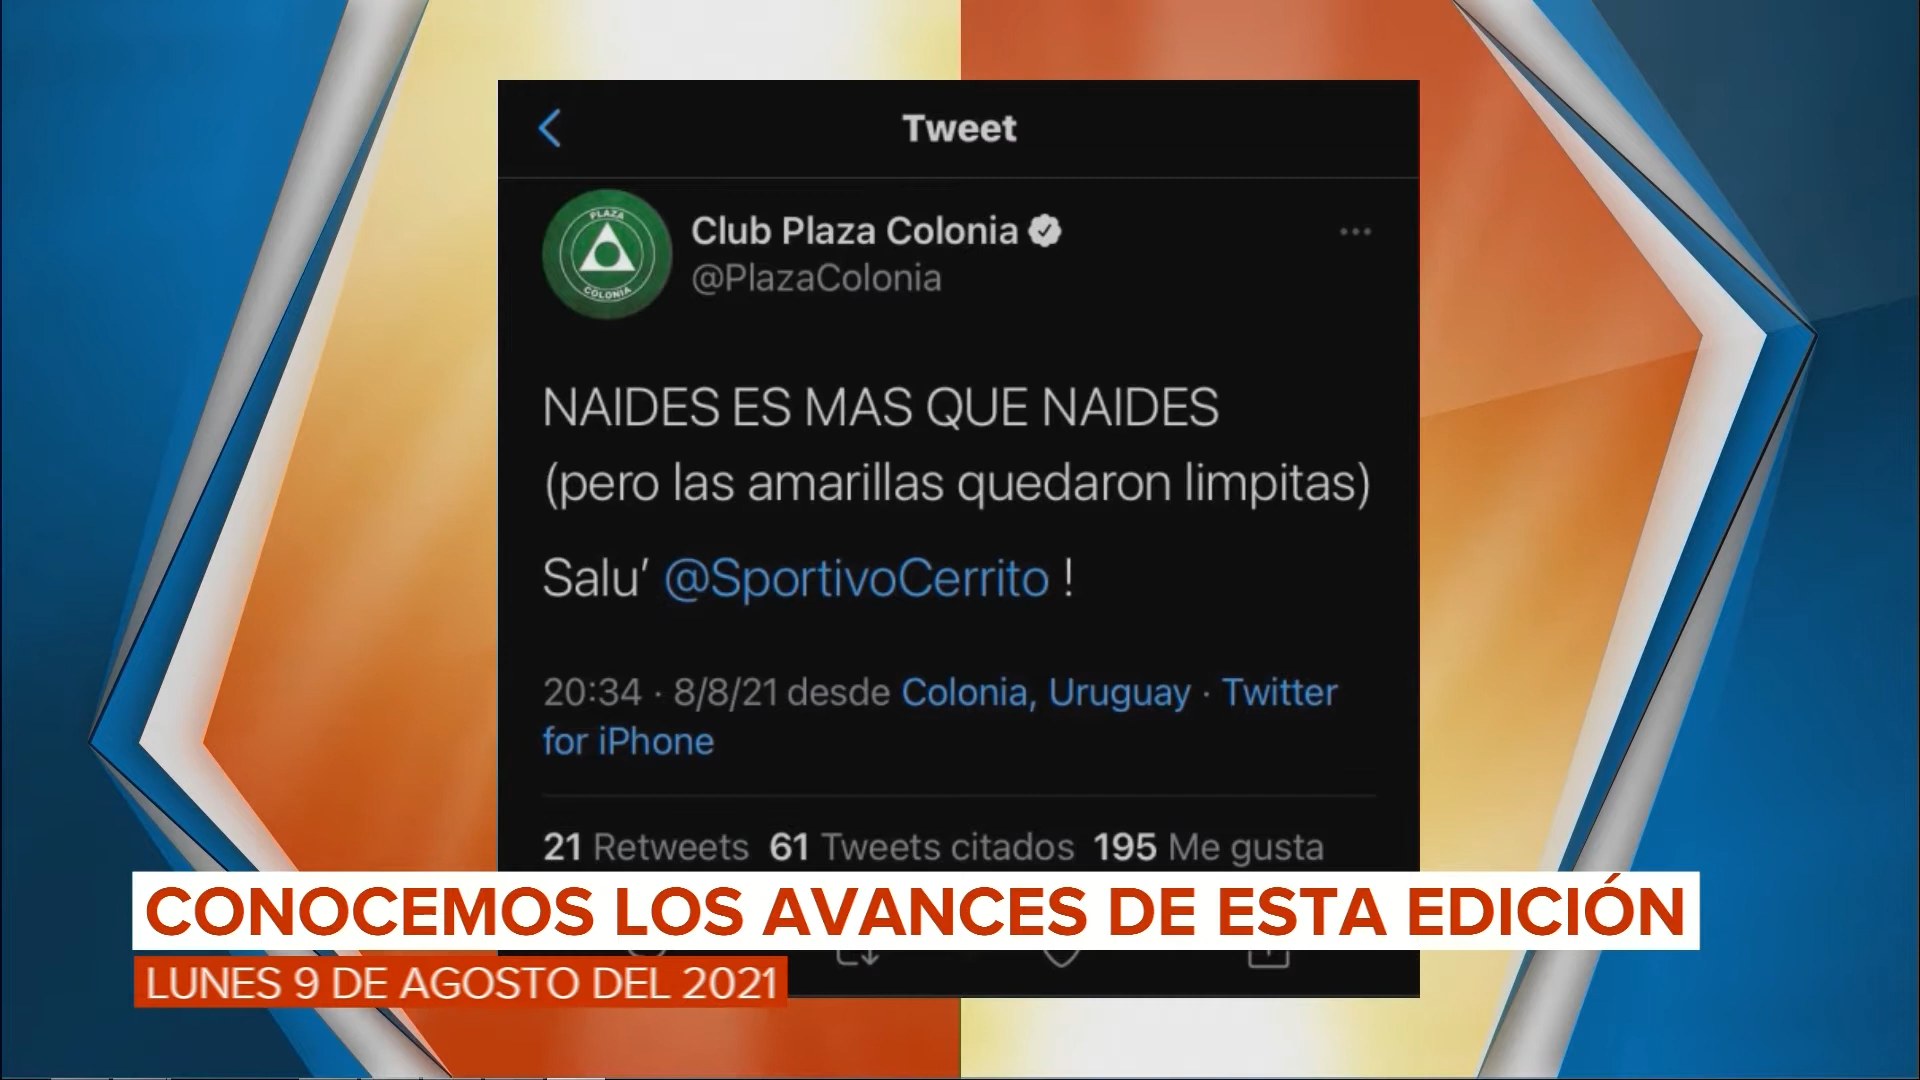 Tweet
PLAZA
COLONIA
Club Plaza Colonia
@PlazaColonia
NAIDES ES MAS QUE NAIDES
(pero las amarillas quedaron limpitas)
Salu' @SportivoCerrito !
20:34 · 8/8/21 desde Colonia, Uruguay · Twitter
for iPhone
21 Retweets 61 Tweets citados 195 Me gusta
CONOCEMOS LOS AVANCES DE ESTA EDICIÓN
LUNES 9 DE AGOSTO DEL 2021